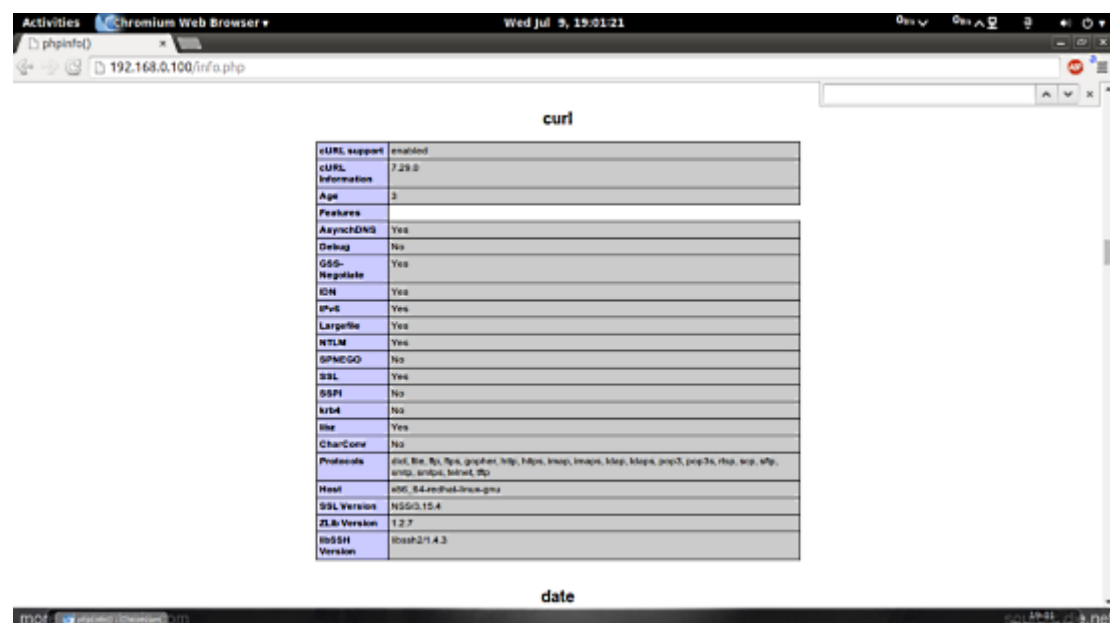 Activities Chromium Web Browser Wed Jul 9, 19:01:21
phpinfo()
192.168.0.100/info.php
curl
cURL support enabled
cURL Information 7.29.0
Age 3
Features
AsynchDNS Yes
Debug No
GSS-Negotiate Yes
IDN Yes
IPv6 Yes
Largefile Yes
NTLM Yes
SPNEGO No
SSL Yes
SSPI No
krb4 No
libz Yes
CharConv No
Protocols dict, file, ftp, ftps, gopher, http, https, imap, imaps, ldap, ldaps, pop3, pop3s, rtsp, scp, sftp,
smtp, smtps, telnet, tftp
Host x86_64-redhat-linux-gnu
SSL Version NSS/3.15.4
ZLib Version 1.2.7
libSSH Version libssh2/1.4.3
date
phpinfo() - Chromium
19:01